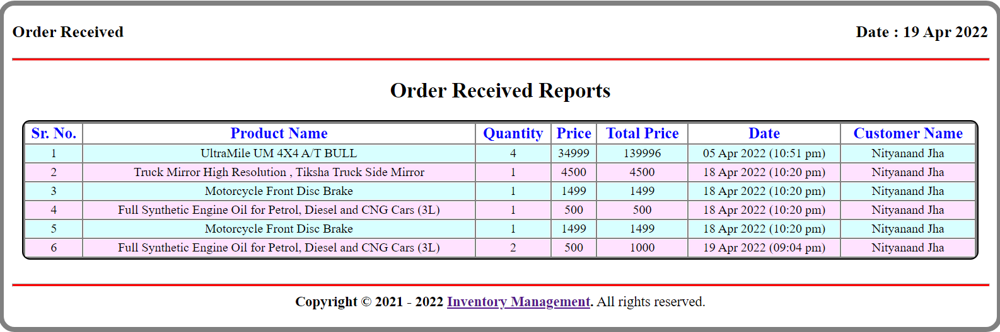 Order Received Date : 19 Apr 2022
Order Received Reports
Sr. No. Product Name Quantity Price Total Price Date Customer Name
1 UltraMile UM 4X4 A/T BULL 4 34999 139996 05 Apr 2022 (10:51 pm) Nityanand Jha
2 Truck Mirror High Resolution , Tiksha Truck Side Mirror 1 4500 4500 18 Apr 2022 (10:20 pm) Nityanand Jha
3 Motorcycle Front Disc Brake 1 1499 1499 18 Apr 2022 (10:20 pm) Nityanand Jha
4 Full Synthetic Engine Oil for Petrol, Diesel and CNG Cars (3L) 1 500 500 18 Apr 2022 (10:20 pm) Nityanand Jha
5 Motorcycle Front Disc Brake 1 1499 1499 18 Apr 2022 (10:20 pm) Nityanand Jha
6 Full Synthetic Engine Oil for Petrol, Diesel and CNG Cars (3L) 2 500 1000 19 Apr 2022 (09:04 pm) Nityanand Jha
Copyright © 2021 - 2022 Inventory Management. All rights reserved.